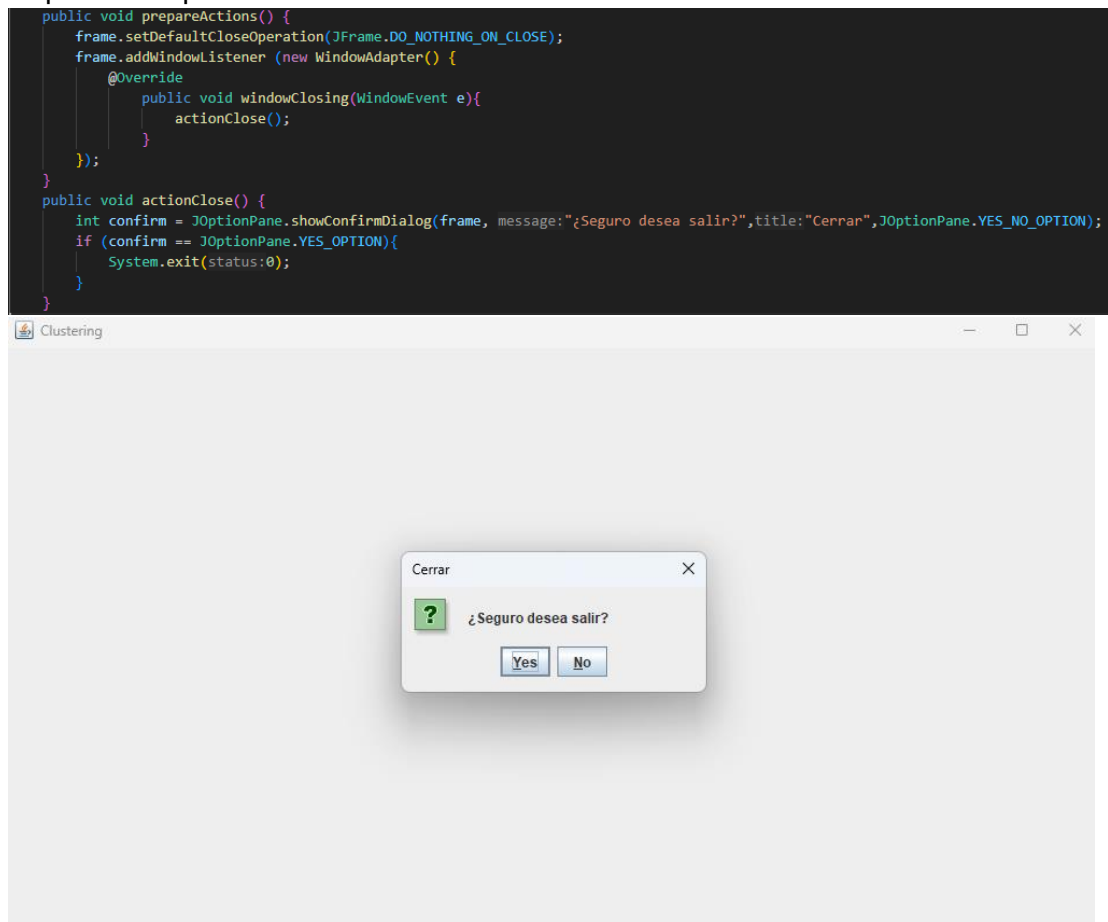 public void prepareActions() {
frame.setDefaultCloseOperation(JFrame.DO_NOTHING_ON_CLOSE);
frame.addWindowListener (new WindowAdapter() {
@Override
public void windowClosing(WindowEvent e){
actionClose();
}
});
}
public void actionClose() {
int confirm = JOptionPane.showConfirmDialog(frame, message:"¿Seguro desea salir?",title:"Cerrar",JOptionPane.YES_NO_OPTION);
if (confirm == JOptionPane.YES_OPTION){
System.exit(status:0);
}
}
Clustering
Cerrar
¿Seguro desea salir?
Yes No